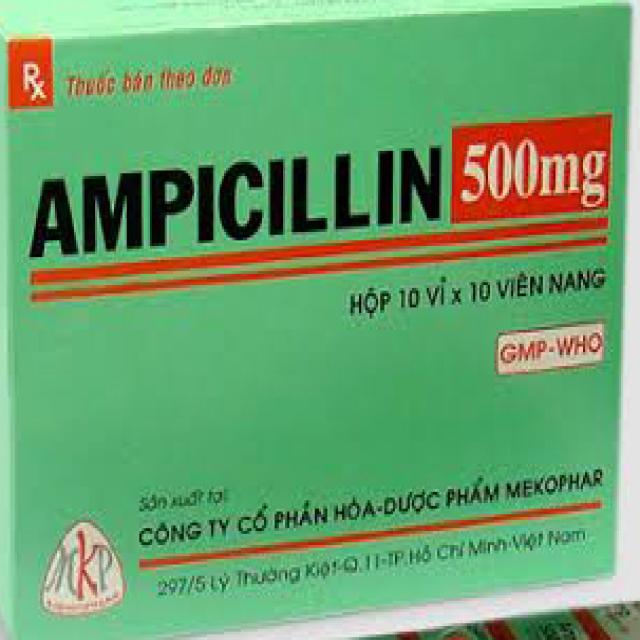 Rx Thuốc bán theo đơn
AMPICILLIN 500mg
HỘP 10 VỈ x 10 VIÊN NANG
GMP-WHO
Sản xuất tại:
CÔNG TY CỔ PHẦN HÓA-DƯỢC PHẨM MEKOPHAR
297/5 Lý Thường Kiệt-Q.11-TP.Hồ Chí Minh-Việt Nam
MKP